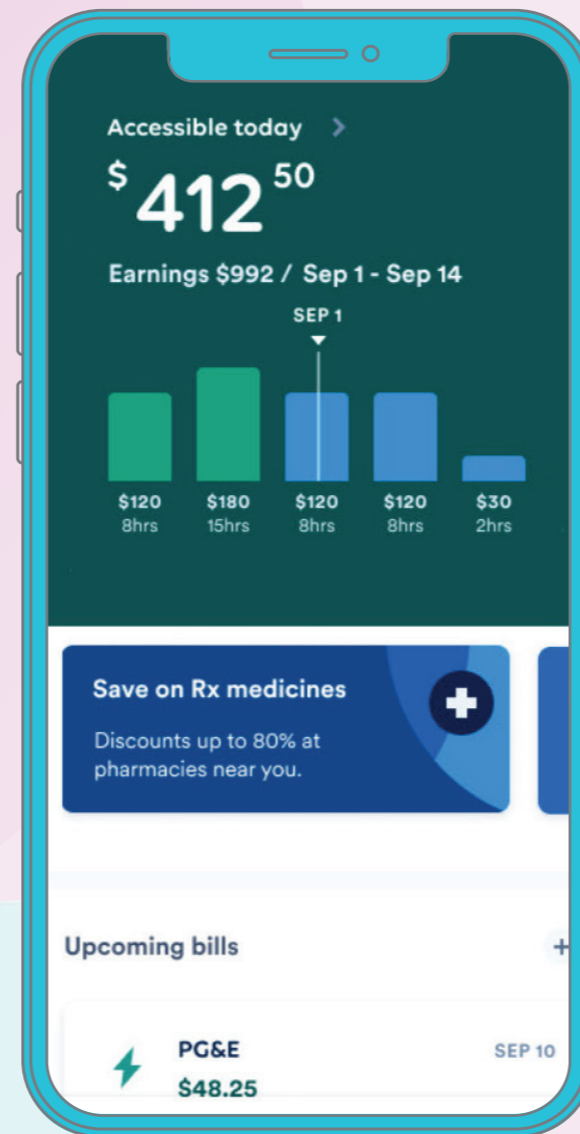 Accessible today
$412 50
Earnings $992 / Sep 1 - Sep 14
SEP 1
$120 $180 $120 $120 $30
8hrs 15hrs 8hrs 8hrs 2hrs
Save on Rx medicines
Discounts up to 80% at
pharmacies near you.
Upcoming bills
+
PG&E SEP 10
$48.25